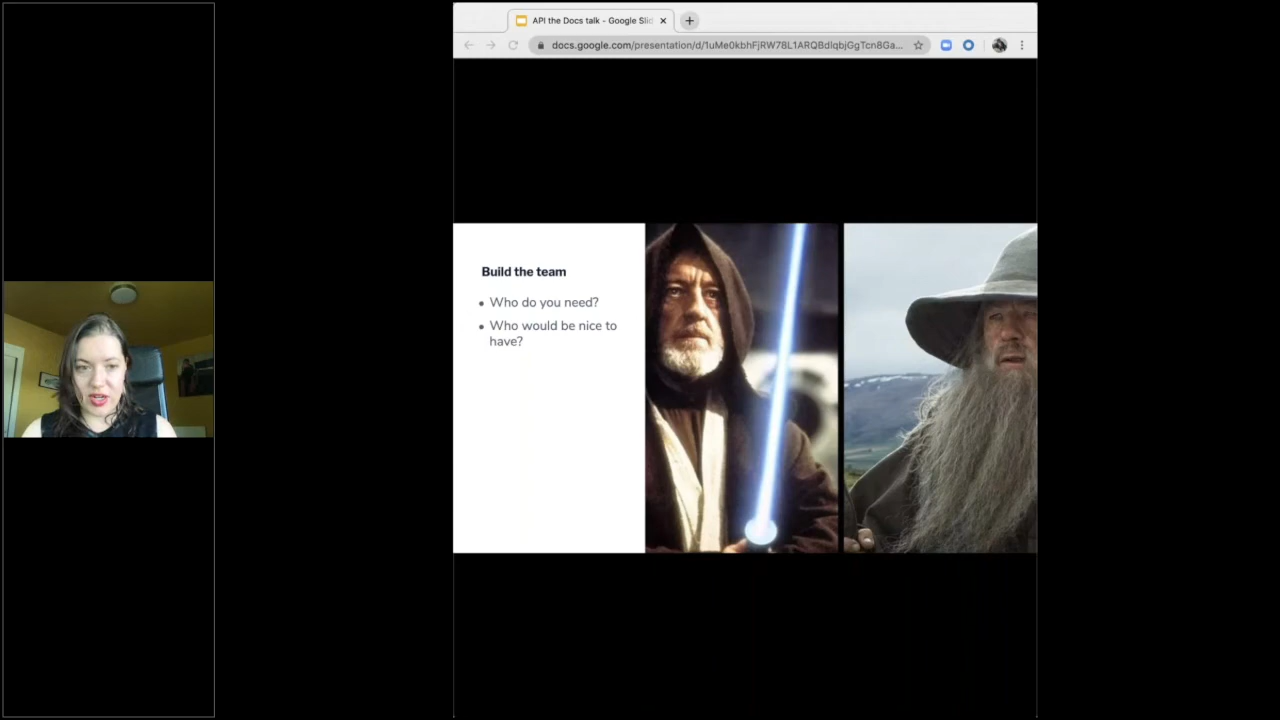 API the Docs talk - Google Slid
docs.google.com/presentation/d/1uMe0kbhFjRW78L1ARQBdlqbjGgTcn8Ga...
Build the team
• Who do you need?
• Who would be nice to
have?